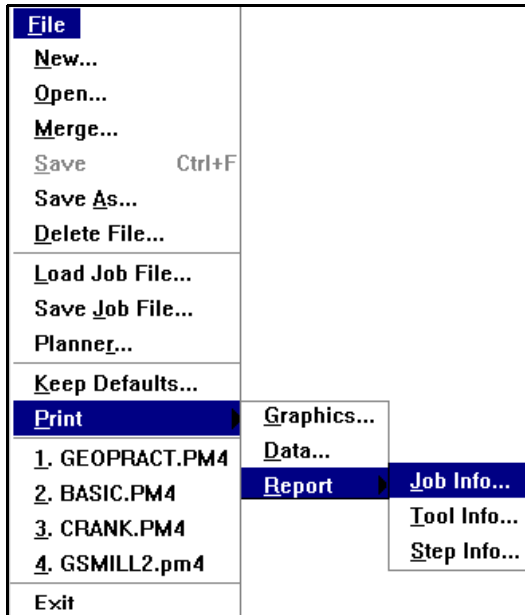 File
New...
Open...
Merge...
Save Ctrl+F
Save As...
Delete File...
Load Job File...
Save Job File...
Planner...
Keep Defaults...
Print
Graphics...
Data...
Report
Job Info...
Tool Info...
Step Info...
1. GEOPRACT.PM4
2. BASIC.PM4
3. CRANK.PM4
4. GSMILL2.pm4
Exit